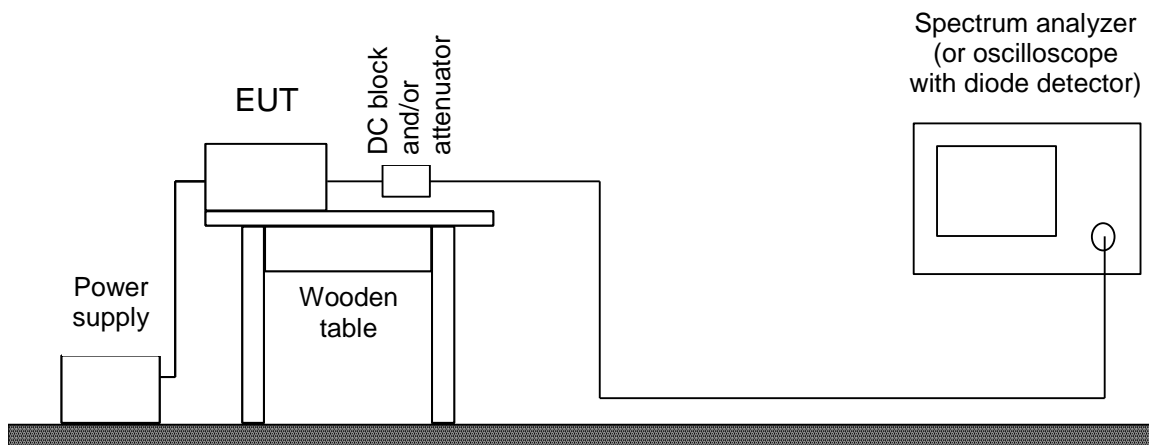 Spectrum analyzer
(or oscilloscope
with diode detector)
EUT
DC block
and/or
attenuator
Power
supply
Wooden
table